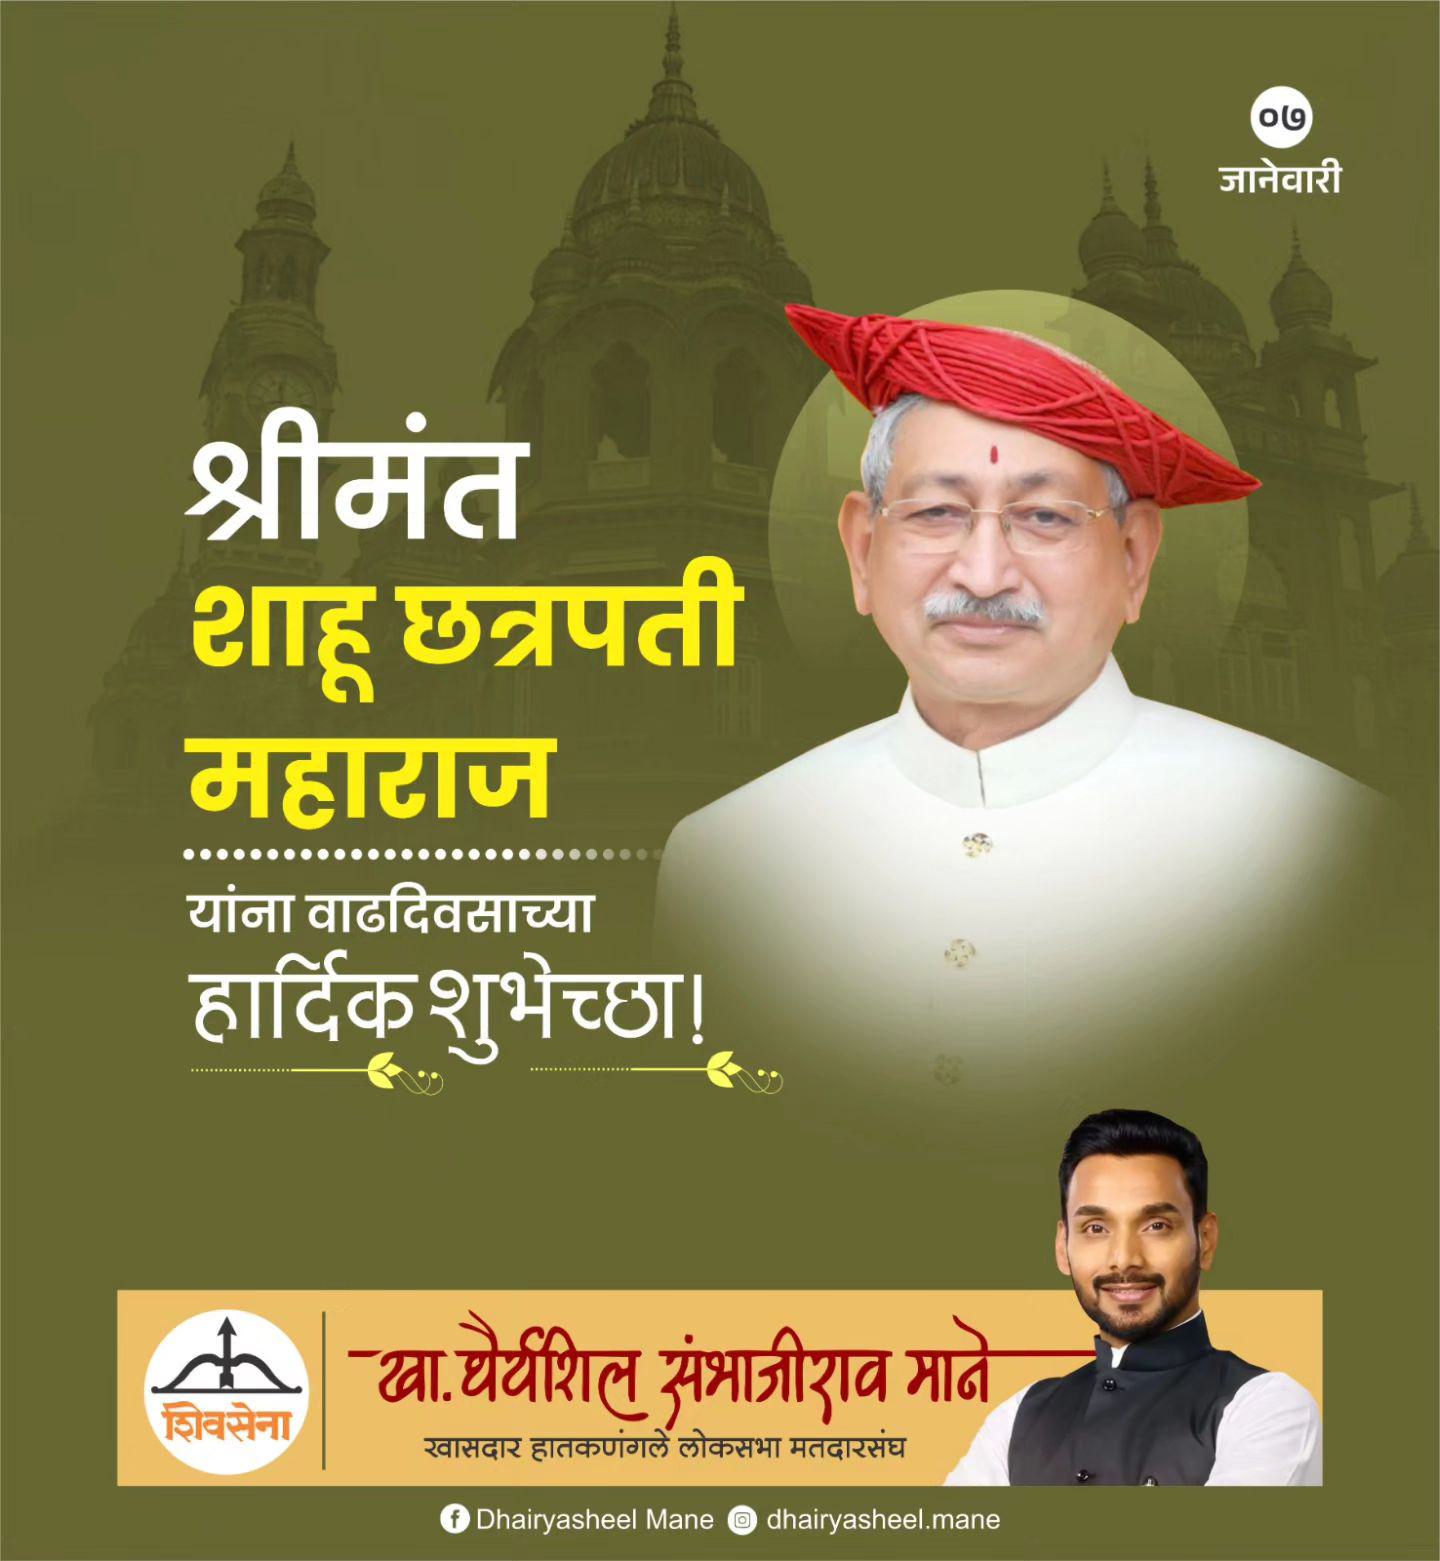 ०७
जानेवारी
श्रीमंत
शाहू छत्रपती
महाराज
यांना वाढदिवसाच्या
हार्दिक शुभेच्छा!
शिवसेना
खा. धैर्यशिल संभाजीराव माने
खासदार हातकणंगले लोकसभा मतदारसंघ
Dhairyasheel Mane dhairyasheel.mane